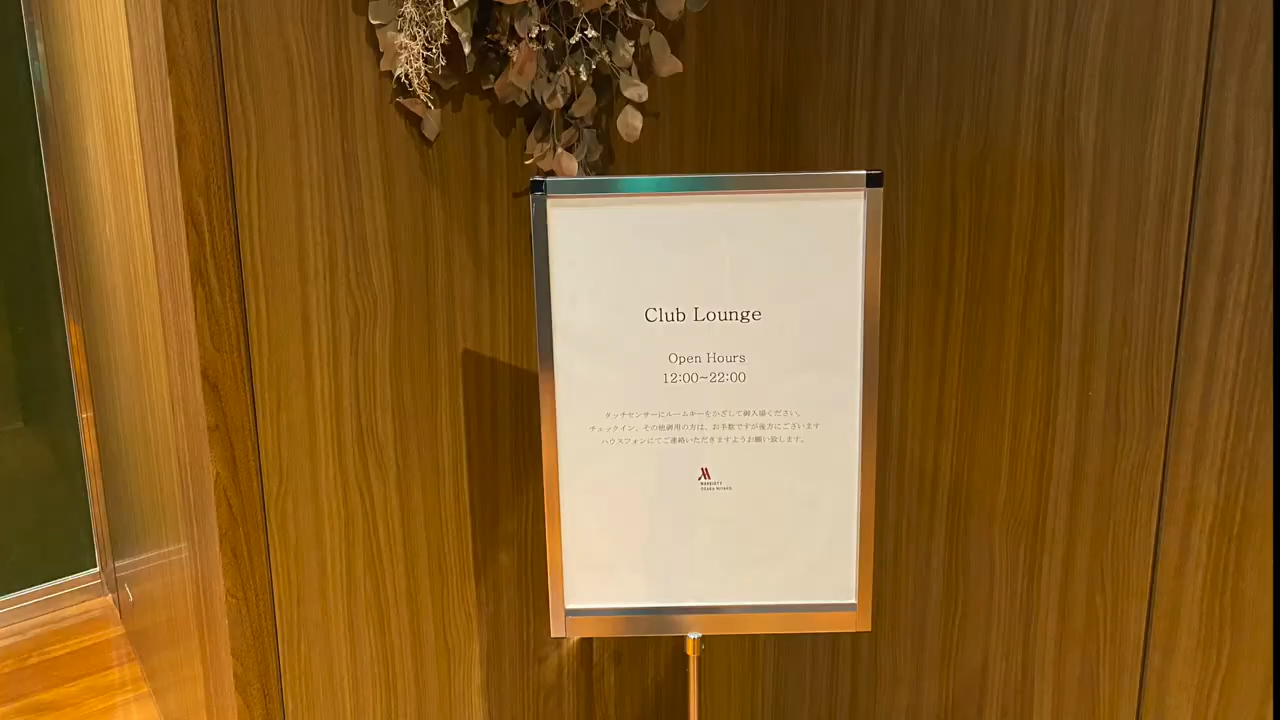 Club Lounge
Open Hours
12:00~22:00
タッチセンサーにルームキーをかざして御入場ください。
チェックイン、その他御用の方は、お手数ですが後方にございます
ハウスフォンにてご連絡いただきますようお願い致します。
MARRIOTT
OSAKA MIYAKO